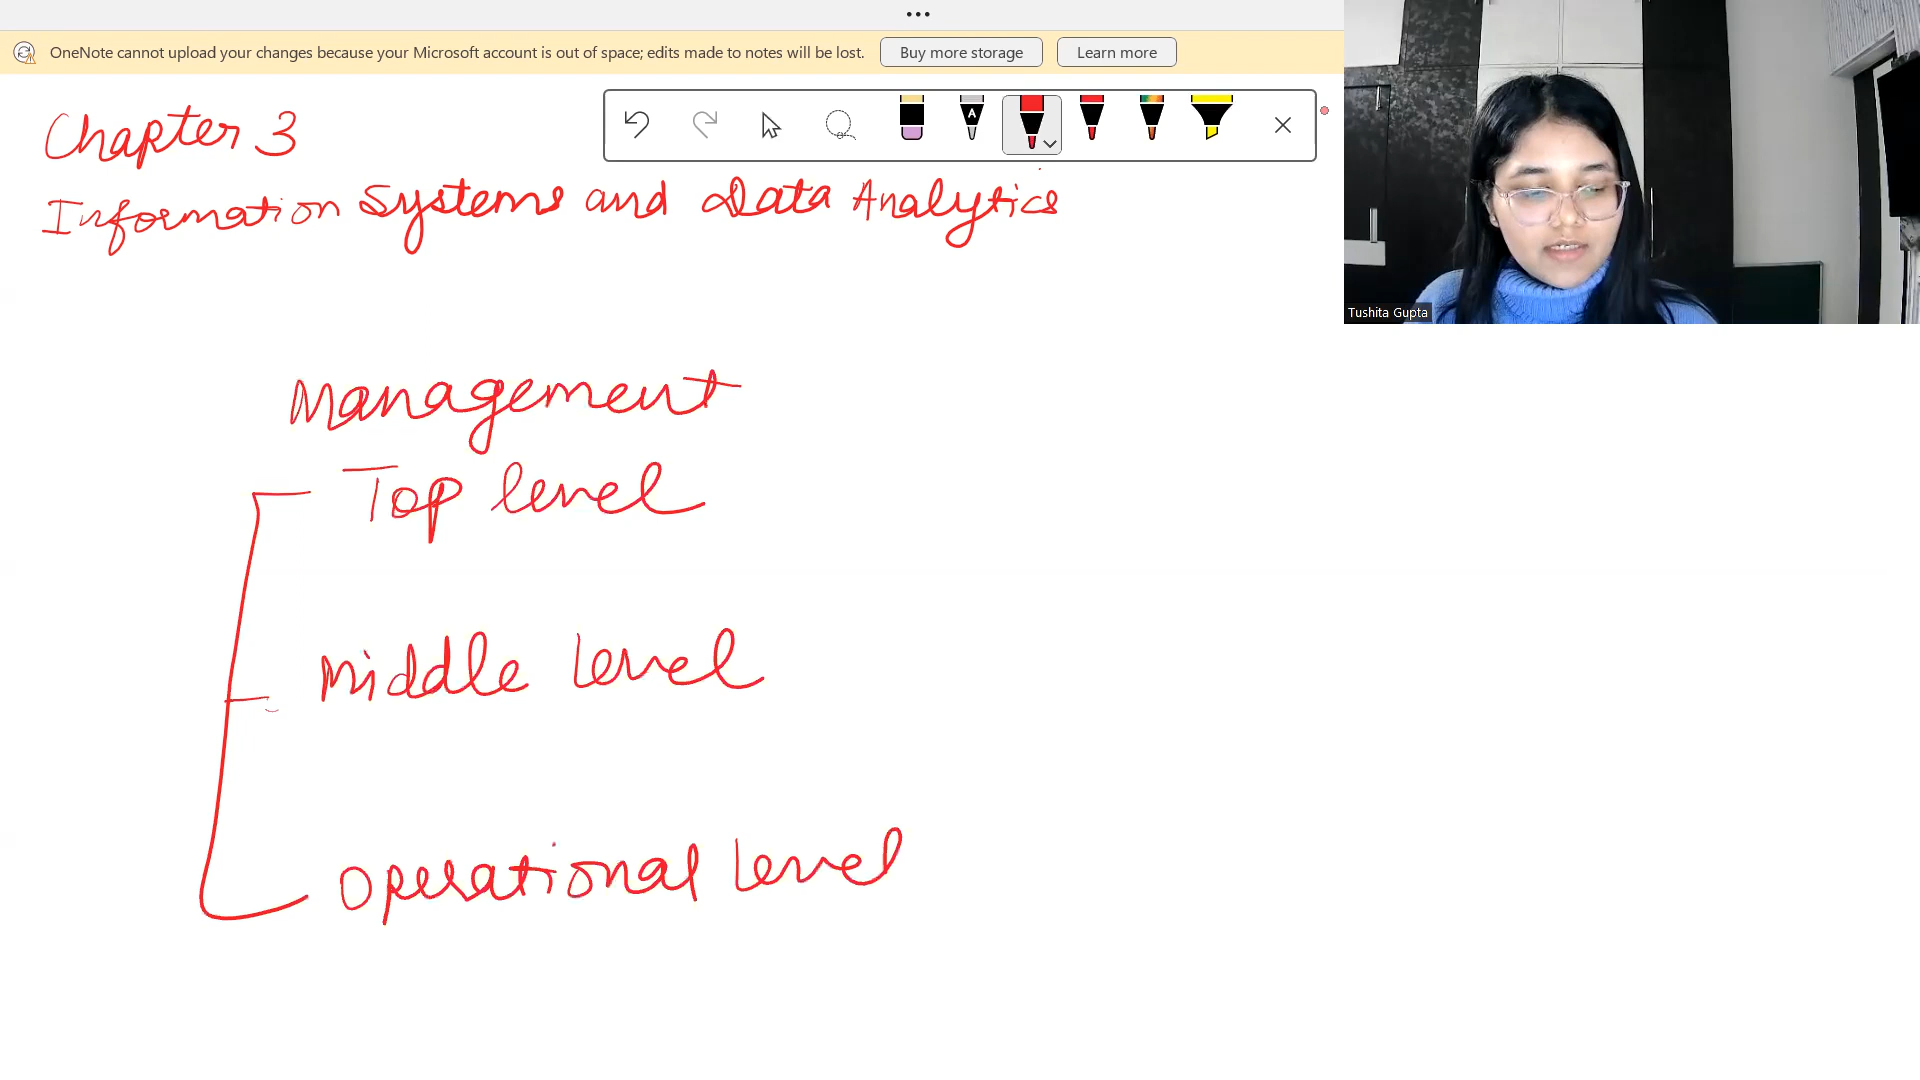 OneNote cannot upload your changes because your Microsoft account is out of space; edits made to notes will be lost. Buy more storage Learn more
Chapter 3
A
Information Systems and Data Analytics
Tushita Gupta
Management
Top level
Middle level
Operational level